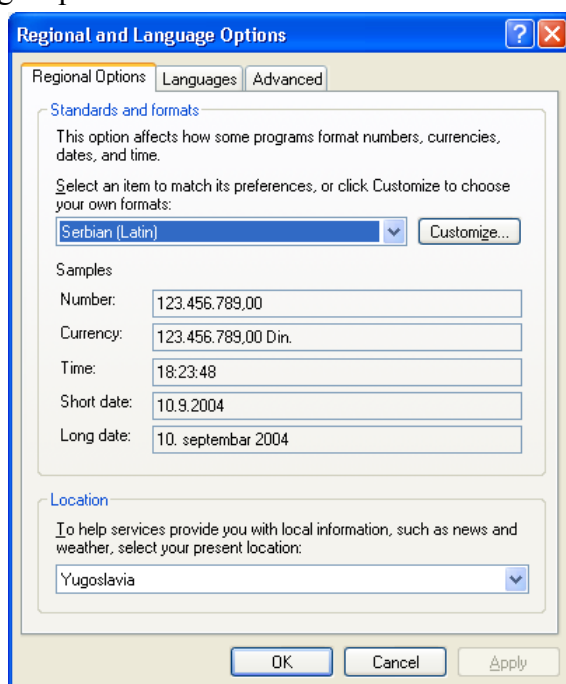 Regional and Language Options
Regional Options Languages Advanced
Standards and formats
This option affects how some programs format numbers, currencies,
dates, and time.
Select an item to match its preferences, or click Customize to choose
your own formats:
Serbian (Latin) Customize...
Samples
Number: 123.456.789,00
Currency: 123.456.789,00 Din.
Time: 18:23:48
Short date: 10.9.2004
Long date: 10. septembar 2004
Location
To help services provide you with local information, such as news and
weather, select your present location:
Yugoslavia
OK Cancel Apply